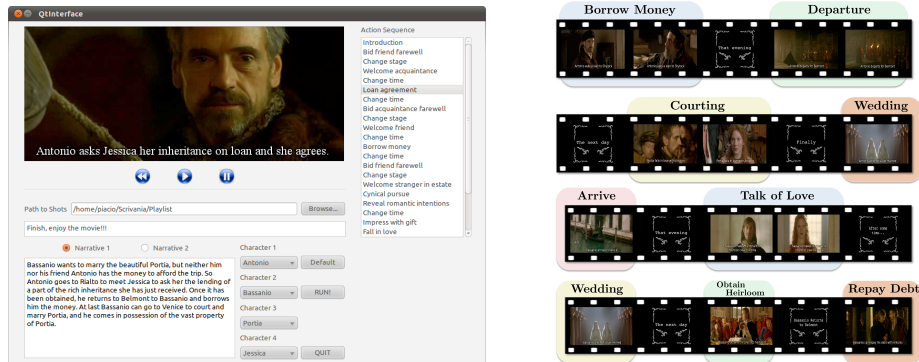 QtInterface
Antonio asks Jessica her inheritance on loan and she agrees.
Path to Shots
/home/piacio/Scrivania/Playlist
Browse...
Finish, enjoy the movie!!!
Narrative 1
Narrative 2
Bassanio wants to marry the beautiful Portia, but neither him
nor his friend Antonio has the money to afford the trip. So
Antonio goes to Rialto to meet Jessica to ask her the lending of
a part of the rich inheritance she has just received. Once it has
been obtained, he returns to Belmont to Bassanio and borrows
him the money. At last Bassanio can go to Venice to court and
marry Portia, and he comes in possession of the vast property
of Portia.
Character 1
Antonio
Default
Character 2
Bassanio
RUN!
Character 3
Portia
Character 4
Jessica
QUIT
Action Sequence
Introduction
Bid friend farewell
Change stage
Welcome acquaintance
Change time
Loan agreement
Change time
Bid acquaintance farewell
Change stage
Welcome friend
Change time
Borrow money
Change time
Bid friend farewell
Change stage
Welcome stranger in estate
Cynical pursue
Reveal romantic intentions
Change time
Impress with gift
Fall in love
Borrow Money
Departure
That evening
Courting
Wedding
The next day
Finally
Arrive
Talk of Love
That evening
After some
time...
Wedding
Obtain
Heirloom
Repay Debt
The next day
Bassanio Returns
to Belmont